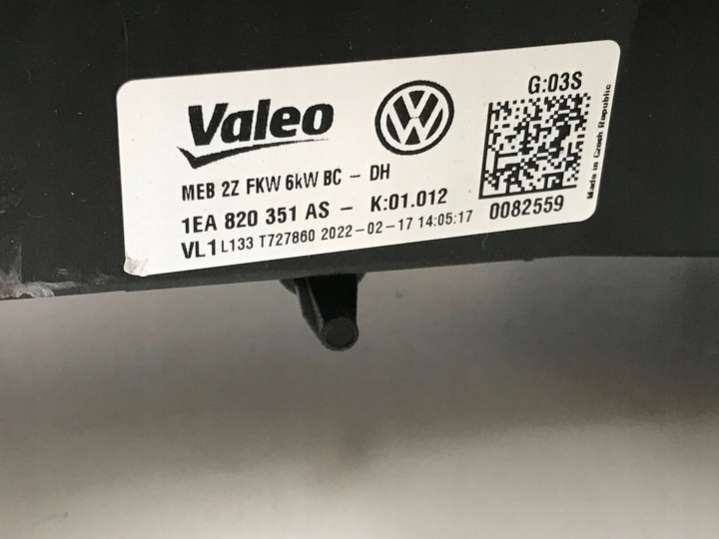 Valeo
VW
G:03S
MEB 2Z FKW 6kW BC – DH
1EA 820 351 AS – K:01.012
VL1 L133 T727860 2022-02-17 14:05:17
0082559
Made in Czech Republic